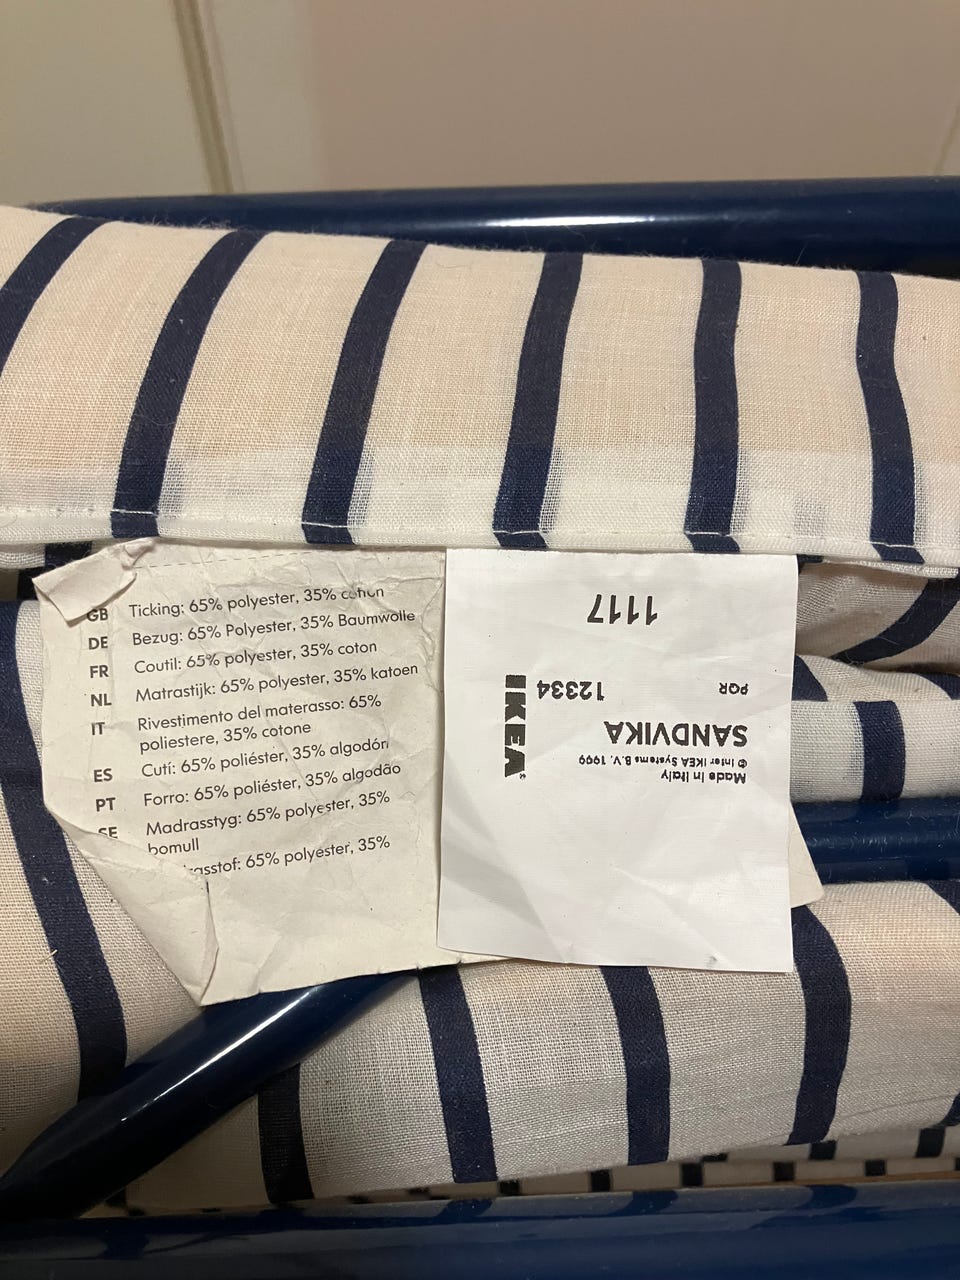 GB Ticking: 65% polyester, 35% cotton
DE Bezug: 65% Polyester, 35% Baumwolle
FR Coutil: 65% polyester, 35% coton
NL Matrastijk: 65% polyester, 35% katoen
IT Rivestimento del materasso: 65%
poliestere, 35% cotone
ES Cutí: 65% poliéster, 35% algodón
PT Forro: 65% poliéster, 35% algodão
SE Madrasstyg: 65% polyester, 35%
bomull
65% polyester, 35%
Made in Italy
© Inter IKEA Systems B.V. 1999
SANDVIKA
PQR 12334
IKEA®
1117